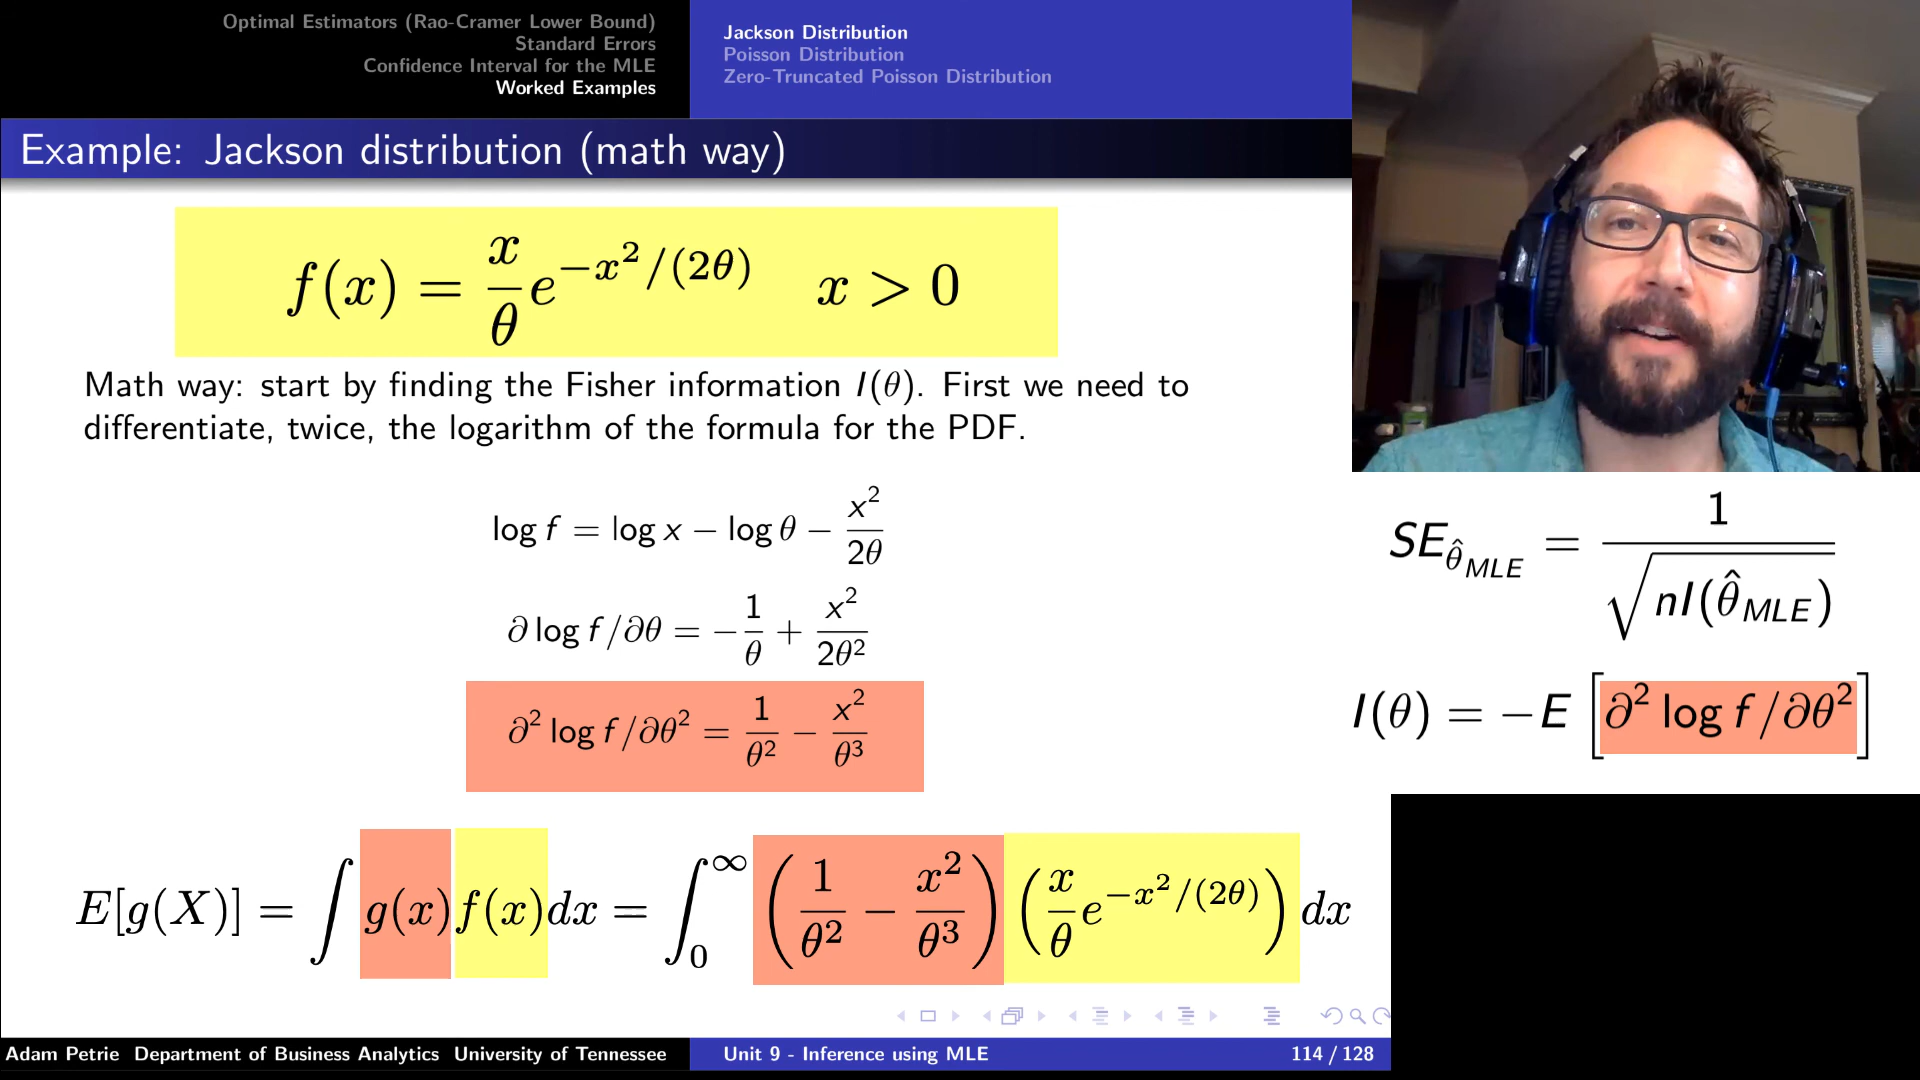 Optimal Estimators (Rao-Cramer Lower Bound)
Standard Errors
Confidence Interval for the MLE
Worked Examples
Jackson Distribution
Poisson Distribution
Zero-Truncated Poisson Distribution
Example: Jackson distribution (math way)
f(x) = x/θ e^{−x²/(2θ)} x > 0
Math way: start by finding the Fisher information I(θ). First we need to
differentiate, twice, the logarithm of the formula for the PDF.
log f = log x − log θ − x²/2θ
∂ log f/∂θ = −1/θ + x²/2θ²
∂² log f/∂θ² = 1/θ² − x²/θ³
E[g(X)] = ∫ g(x)f(x)dx = ∫₀^∞ (1/θ² − x²/θ³) (x/θ e^{−x²/(2θ)}) dx
SE_{θ̂_{MLE}} = 1/√(nI(θ̂_{MLE}))
I(θ) = −E [∂² log f/∂θ²]
Adam Petrie Department of Business Analytics University of Tennessee
Unit 9 - Inference using MLE
114 / 128